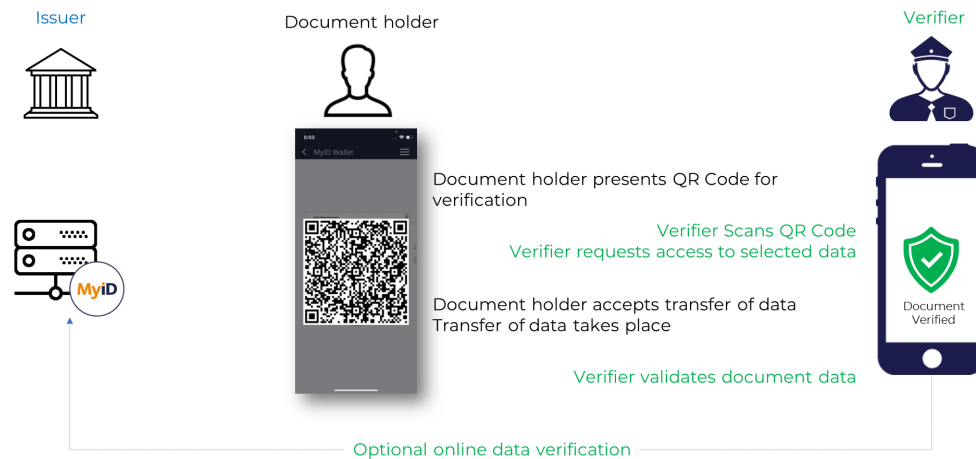 Issuer
Document holder
Verifier
5:03
MyID Wallet
Document holder presents QR Code for
verification
Verifier Scans QR Code
Verifier requests access to selected data
MyiD
Document holder accepts transfer of data
Transfer of data takes place
Document
Verified
Verifier validates document data
Optional online data verification